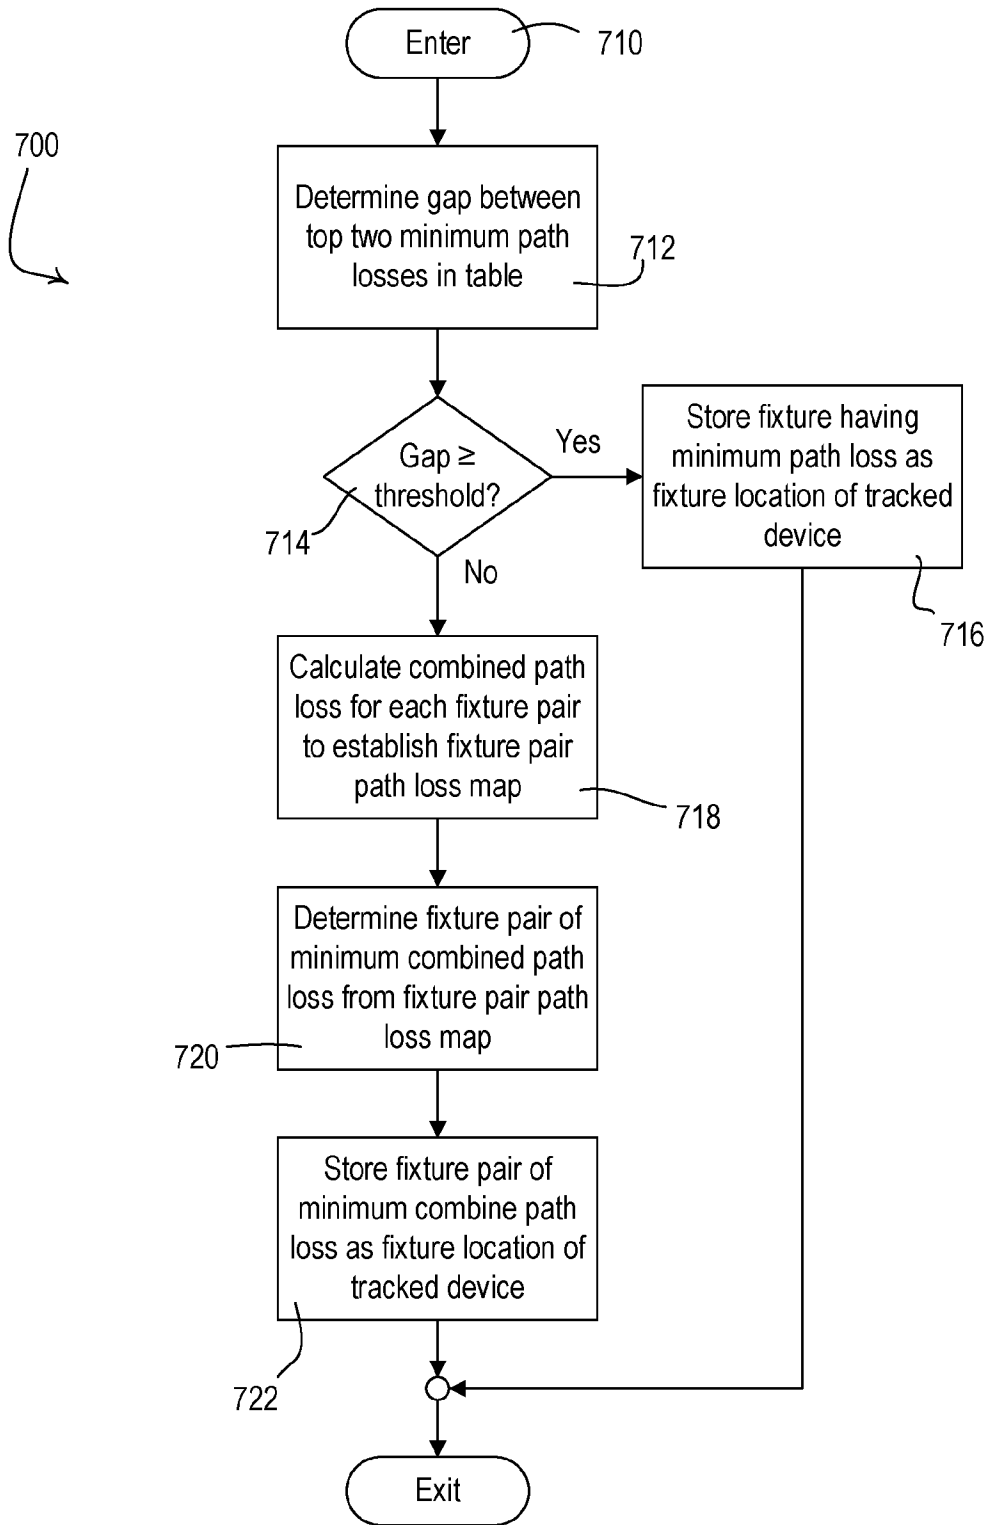 Enter
710
700
Determine gap between
top two minimum path
losses in table
712
Gap ≥
threshold?
714
Yes
Store fixture having
minimum path loss as
fixture location of tracked
device
716
No
Calculate combined path
loss for each fixture pair
to establish fixture pair
path loss map
718
Determine fixture pair of
minimum combined path
loss from fixture pair path
loss map
720
Store fixture pair of
minimum combine path
loss as fixture location of
tracked device
722
Exit